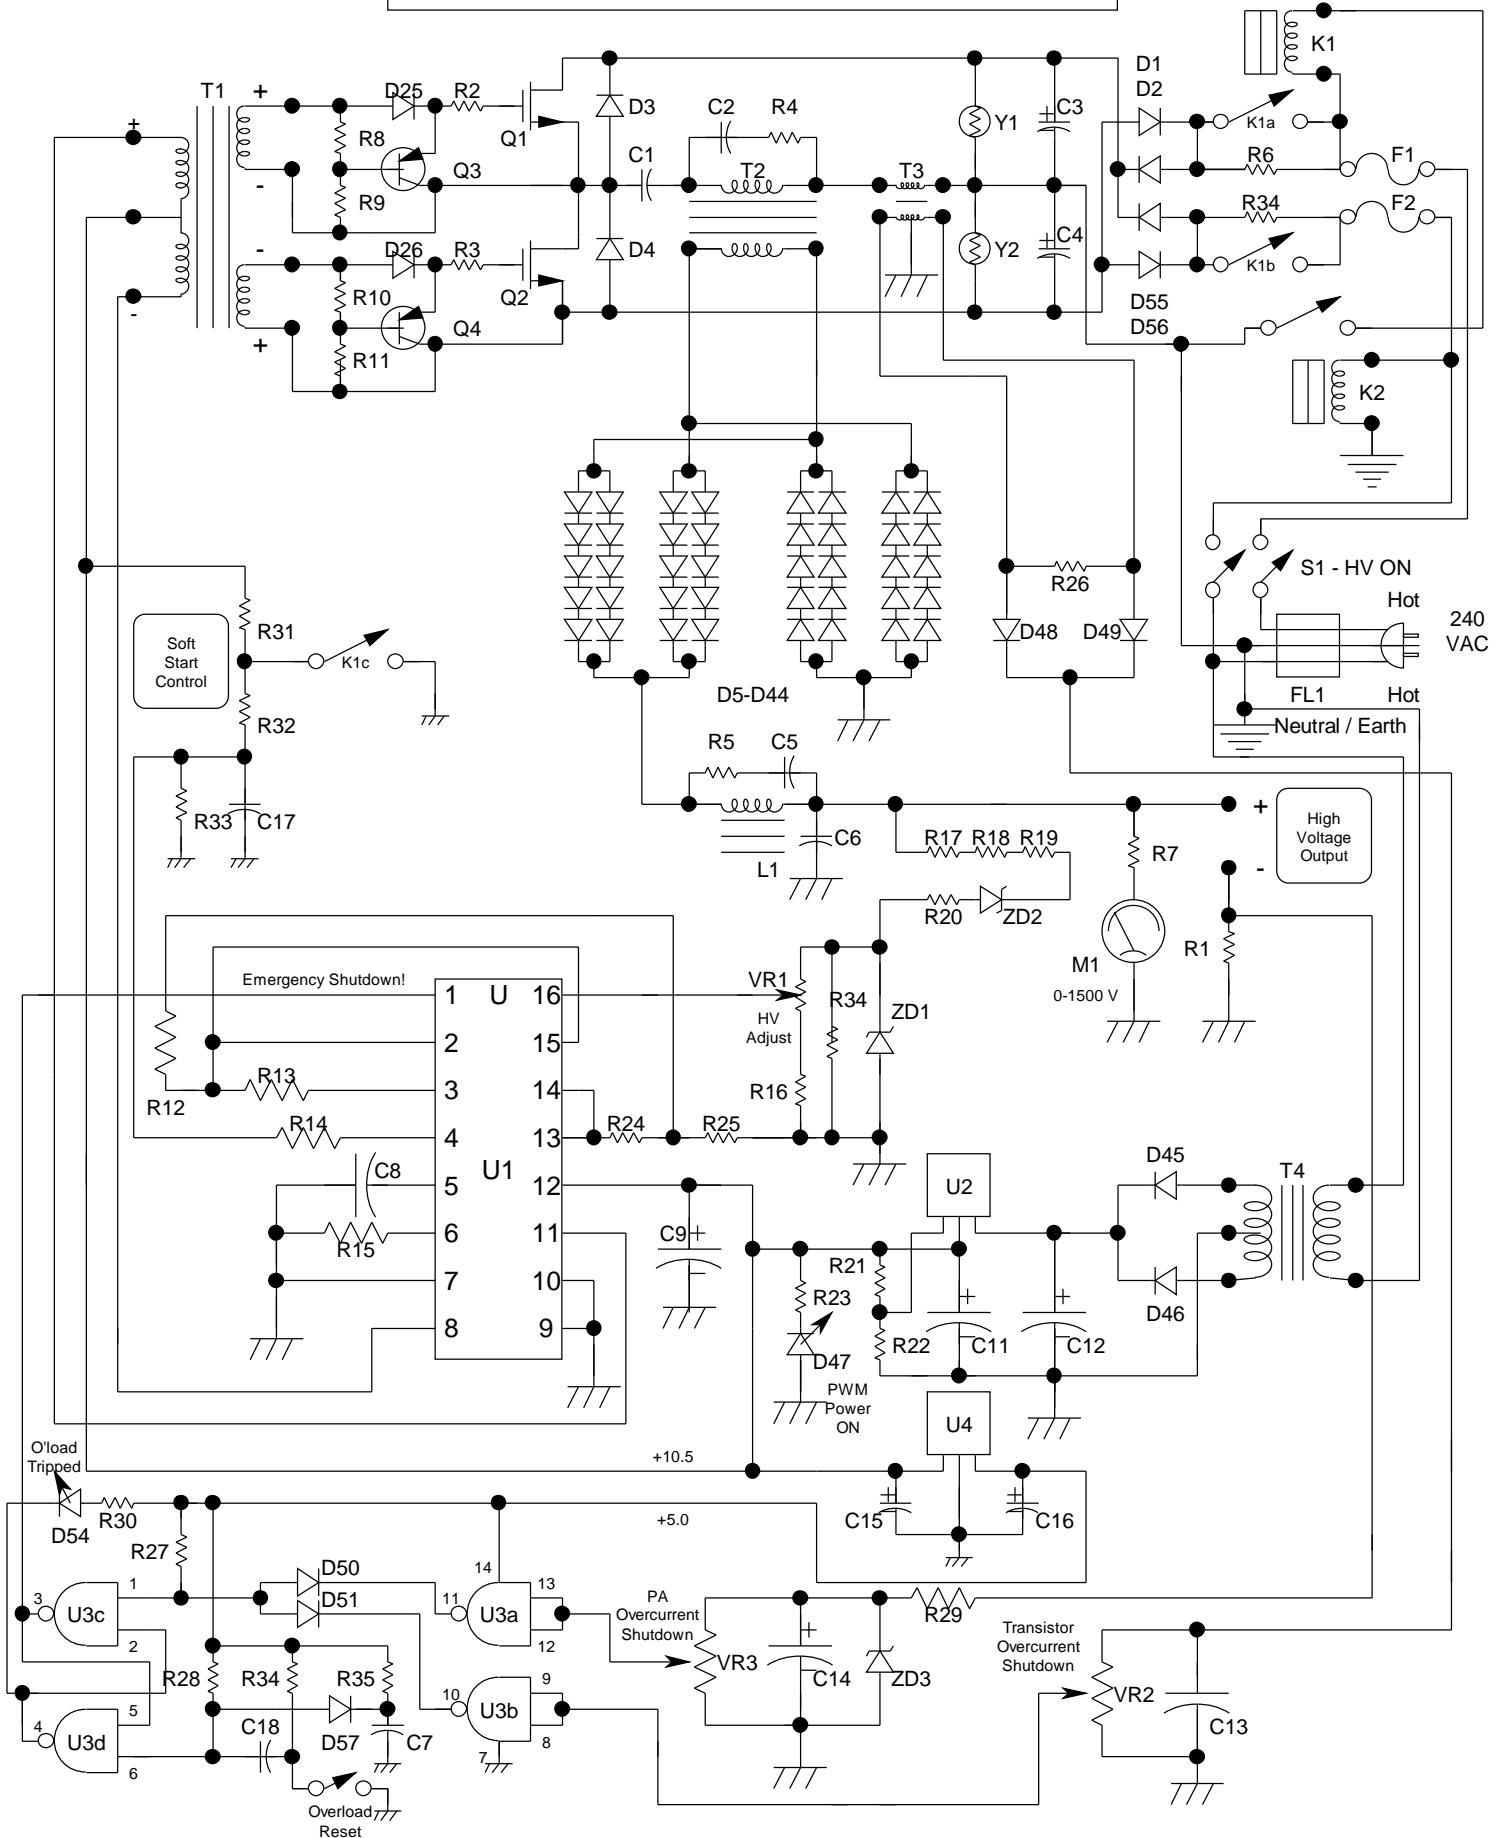 K1
D1
D2
T1
+
D25
R2
D3
C2
R4
Y1
C3
K1a
+
Q1
R8
C1
F1
R6
Q3
T2
T3
-
R9
R34
F2
-
D26
R3
D4
Y2
C4
K1b
R10
Q2
D55
D56
-
Q4
+
R11
K2
S1 - HV ON
R26
Hot
240
VAC
Soft
Start
Control
R31
K1c
D48
D49
D5-D44
FL1
Hot
Neutral / Earth
R32
R5
C5
+
High
Voltage
Output
R33
C17
C6
R17
R18
R19
R7
L1
-
R20
ZD2
M1
R1
0-1500 V
Emergency Shutdown!
VR1
HV
Adjust
R34
ZD1
1
U
16
2
15
R13
3
14
R16
R12
R14
4
13
R24
R25
U1
C8
5
12
U2
D45
T4
6
11
C9
+
R15
R21
7
10
R23
+
+
D46
8
9
R22
C11
C12
D47
PWM
Power
ON
U4
O'load
Tripped
+10.5
+
+
C15
C16
D54
R30
+5.0
R27
D50
14
13
1
D51
11
PA
Overcurrent
Shutdown
3
U3c
U3a
R29
2
12
+
Transistor
Overcurrent
Shutdown
R28
R34
R35
9
VR3
C14
ZD3
VR2
5
10
U3b
4
U3d
C18
D57
C7
7
8
C13
6
Overload
Reset